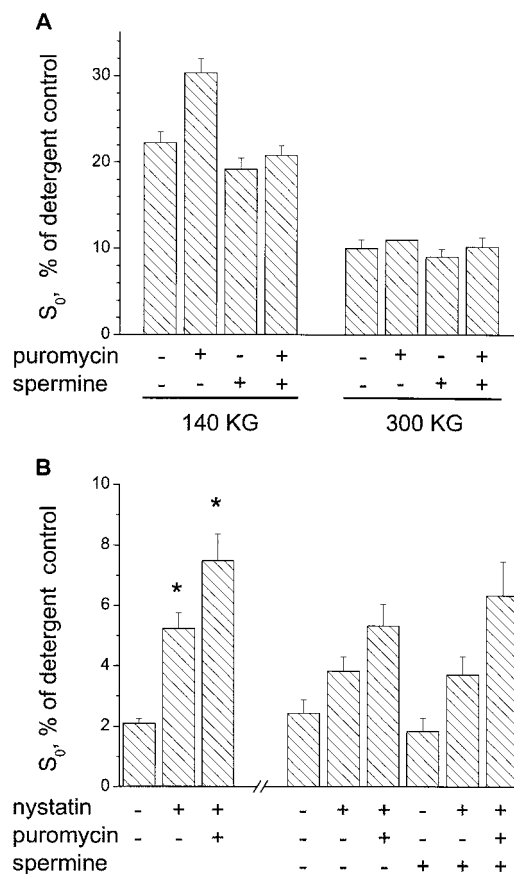 A
S0, % of detergent control
30
20
10
0
puromycin - + - + - + - +
spermine - - + + - - + +
140 KG 300 KG
B
S0, % of detergent control
10
8
6
4
2
0
* *
nystatin - + + - + + - + +
puromycin - - + - - + - - +
spermine - - - + + +